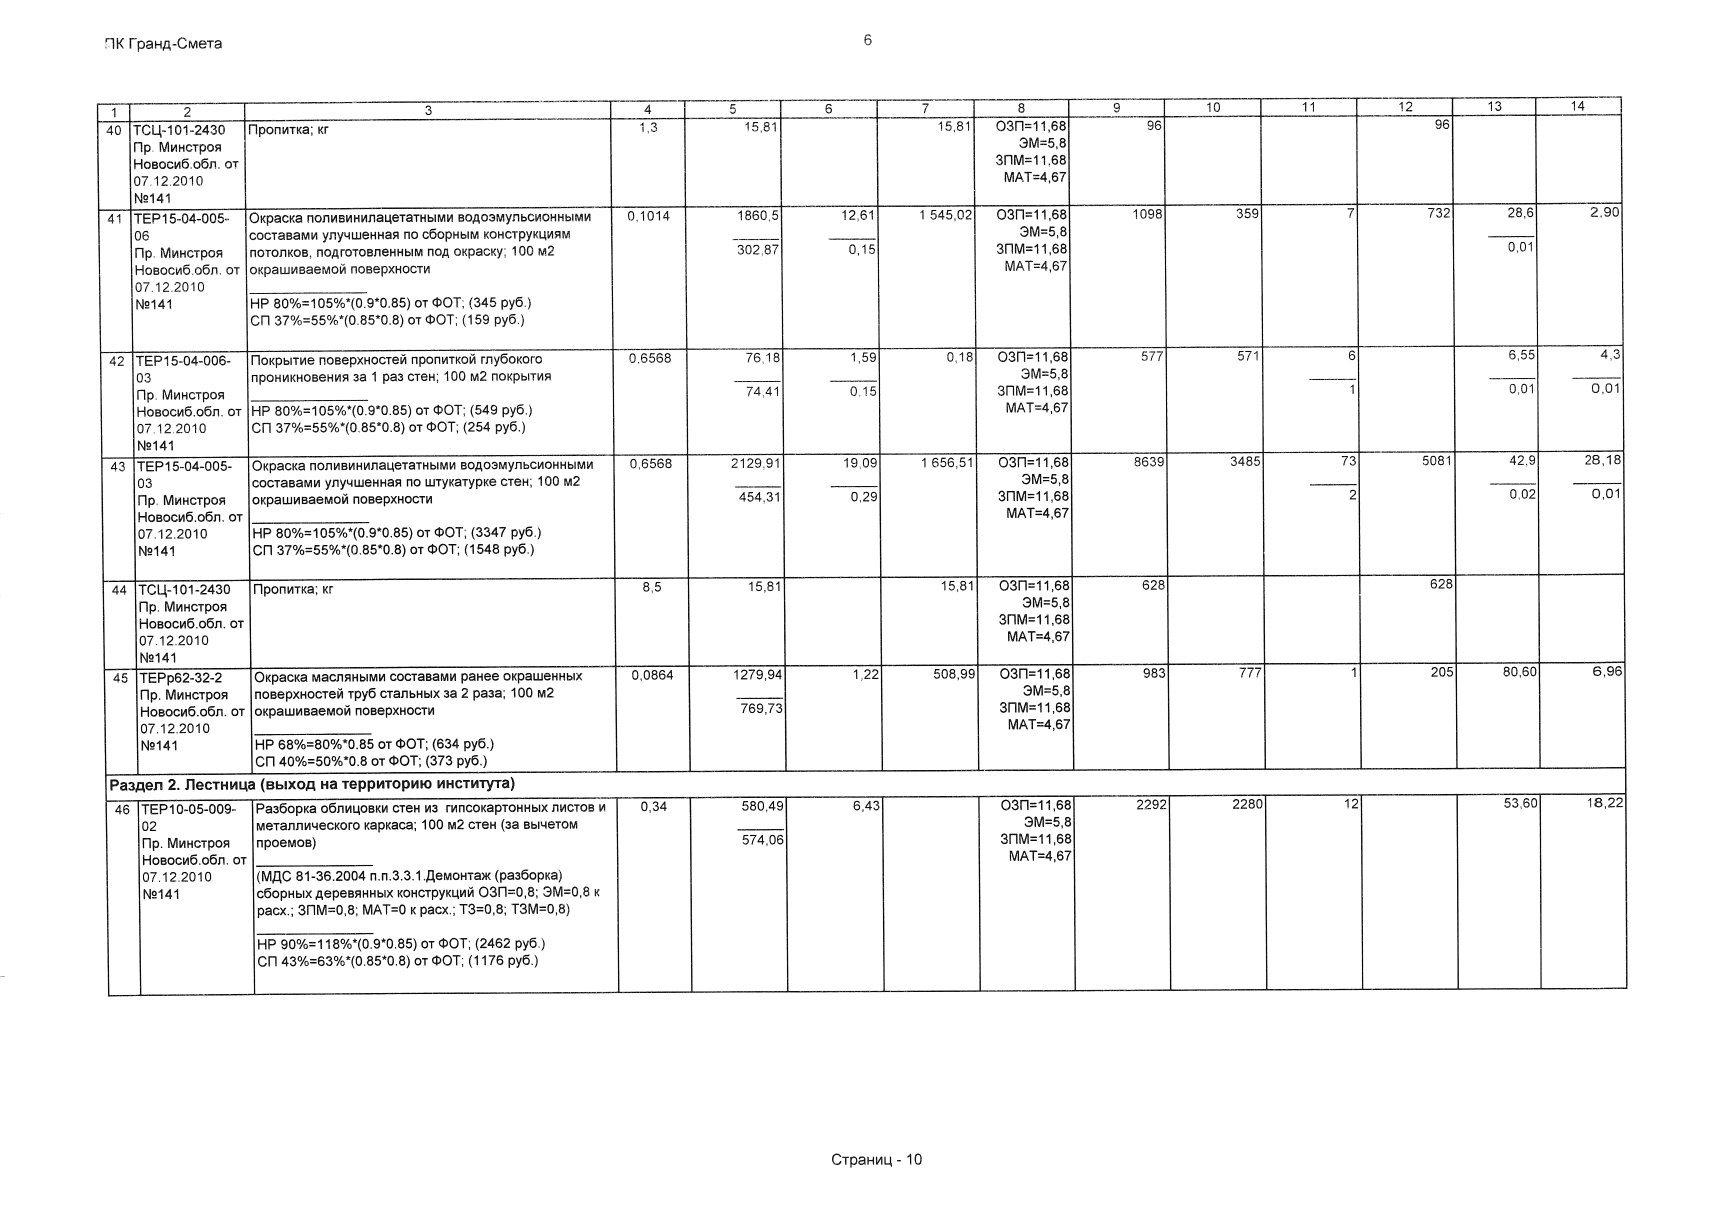 ПК Гранд-Смета
6
1 2 3 4 5 6 7 8 9 10 11 12 13 14
40 ТСЦ-101-2430 Пропитка; кг 1,3 15,81 15,81 ОЗП=11,68 96 96
Пр. Минстроя ЭМ=5,8
Новосиб.обл. от ЗПМ=11,68
07.12.2010 МАТ=4,67
№141
41 ТЕР15-04-005- Окраска поливинилацетатными водоэмульсионными 0,1014 1860,5 12,61 1 545,02 ОЗП=11,68 1098 359 7 732 28,6 2,90
06 составами улучшенная по сборным конструкциям ЭМ=5,8
Пр. Минстроя потолков, подготовленным под окраску; 100 м2 302,87 0,15 ЗПМ=11,68 0,01
Новосиб.обл. от окрашиваемой поверхности МАТ=4,67
07.12.2010
№141 НР 80%=105%*(0.9*0.85) от ФОТ; (345 руб.)
СП 37%=55%*(0.85*0.8) от ФОТ; (159 руб.)
42 ТЕР15-04-006- Покрытие поверхностей пропиткой глубокого 0,6568 76,18 1,59 0,18 ОЗП=11,68 577 571 6 6,55 4,3
03 проникновения за 1 раз стен; 100 м2 покрытия ЭМ=5,8
Пр. Минстроя 74,41 0,15 ЗПМ=11,68 1 0,01 0,01
Новосиб.обл. от НР 80%=105%*(0.9*0.85) от ФОТ; (549 руб.) МАТ=4,67
07.12.2010 СП 37%=55%*(0.85*0.8) от ФОТ; (254 руб.)
№141
43 ТЕР15-04-005- Окраска поливинилацетатными водоэмульсионными 0,6568 2129,91 19,09 1 656,51 ОЗП=11,68 8639 3485 73 5081 42,9 28,18
03 составами улучшенная по штукатурке стен; 100 м2 ЭМ=5,8
Пр. Минстроя окрашиваемой поверхности 454,31 0,29 ЗПМ=11,68 2 0,02 0,01
Новосиб.обл. от МАТ=4,67
07.12.2010 НР 80%=105%*(0.9*0.85) от ФОТ; (3347 руб.)
№141 СП 37%=55%*(0.85*0.8) от ФОТ; (1548 руб.)
44 ТСЦ-101-2430 Пропитка; кг 8,5 15,81 15,81 ОЗП=11,68 628 628
Пр. Минстроя ЭМ=5,8
Новосиб.обл. от ЗПМ=11,68
07.12.2010 МАТ=4,67
№141
45 ТЕРр62-32-2 Окраска масляными составами ранее окрашенных 0,0864 1279,94 1,22 508,99 ОЗП=11,68 983 777 1 205 80,60 6,96
Пр. Минстроя поверхностей труб стальных за 2 раза; 100 м2 ЭМ=5,8
Новосиб.обл. от окрашиваемой поверхности 769,73 ЗПМ=11,68
07.12.2010 МАТ=4,67
№141 НР 68%=80%*0.85 от ФОТ; (634 руб.)
СП 40%=50%*0.8 от ФОТ; (373 руб.)
Раздел 2. Лестница (выход на территорию института)
46 ТЕР10-05-009- Разборка облицовки стен из гипсокартонных листов и 0,34 580,49 6,43 ОЗП=11,68 2292 2280 12 53,60 18,22
02 металлического каркаса; 100 м2 стен (за вычетом ЭМ=5,8
Пр. Минстроя проемов) 574,06 ЗПМ=11,68
Новосиб.обл. от МАТ=4,67
07.12.2010 (МДС 81-36.2004 п.п.3.3.1.Демонтаж (разборка)
№141 сборных деревянных конструкций ОЗП=0,8; ЭМ=0,8 к
расх.; ЗПМ=0,8; МАТ=0 к расх.; ТЗ=0,8; ТЗМ=0,8)
НР 90%=118%*(0.9*0.85) от ФОТ; (2462 руб.)
СП 43%=63%*(0.85*0.8) от ФОТ; (1176 руб.)
Страниц - 10